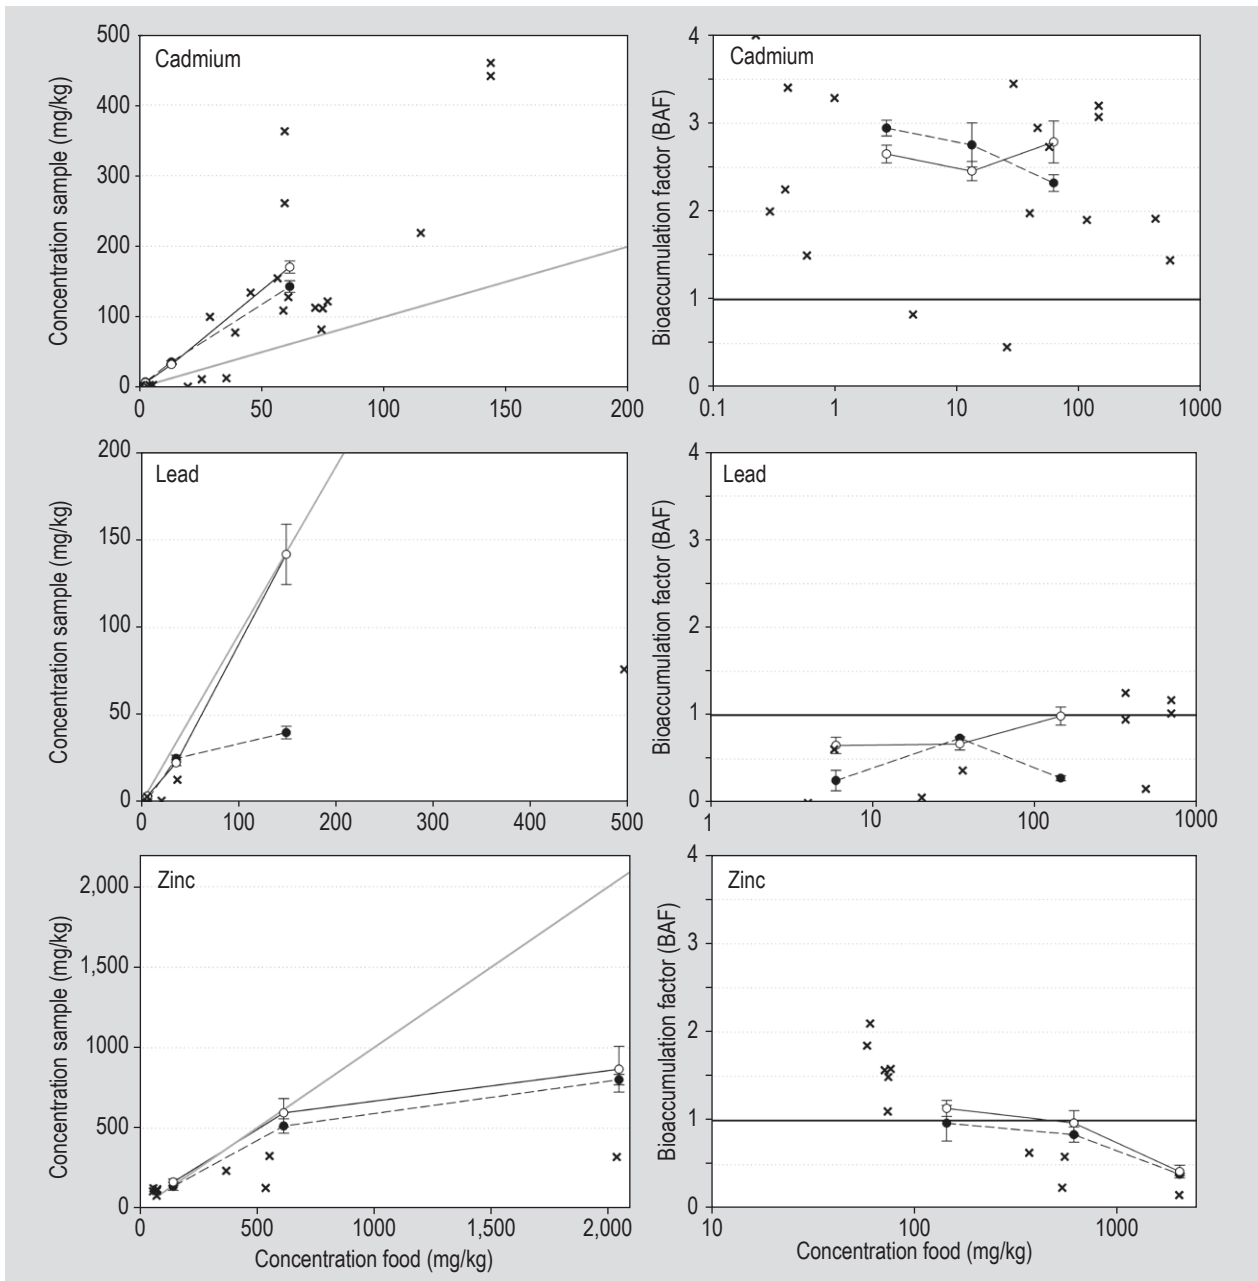 Cadmium
Concentration sample (mg/kg)
500
400
300
200
100
0
0 50 100 150 200
Cadmium
Bioaccumulation factor (BAF)
4
3
2
1
0
0.1 1 10 100 1000
Lead
Concentration sample (mg/kg)
200
150
100
50
0
0 100 200 300 400 500
Lead
Bioaccumulation factor (BAF)
4
3
2
1
0
1 10 100 1000
Zinc
Concentration sample (mg/kg)
2,000
1,500
1000
500
0
0 500 1000 1,500 2,000
Concentration food (mg/kg)
Zinc
Bioaccumulation factor (BAF)
4
3
2
1
0
10 100 1000
Concentration food (mg/kg)